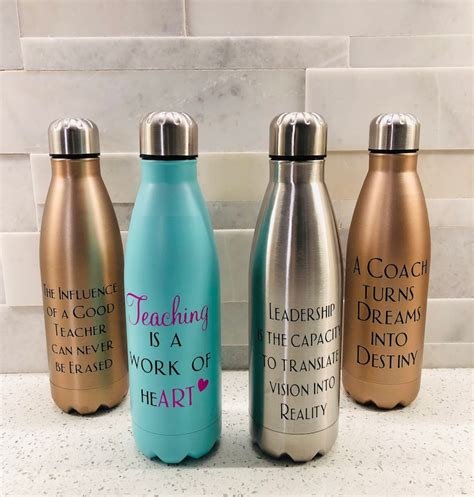 The Influence
of a Good
Teacher
can never
be Erased
Teaching
is a
work of
heART
Leadership
is the capacity
to translate
vision into
Reality
A Coach
turns
Dreams
into
Destiny